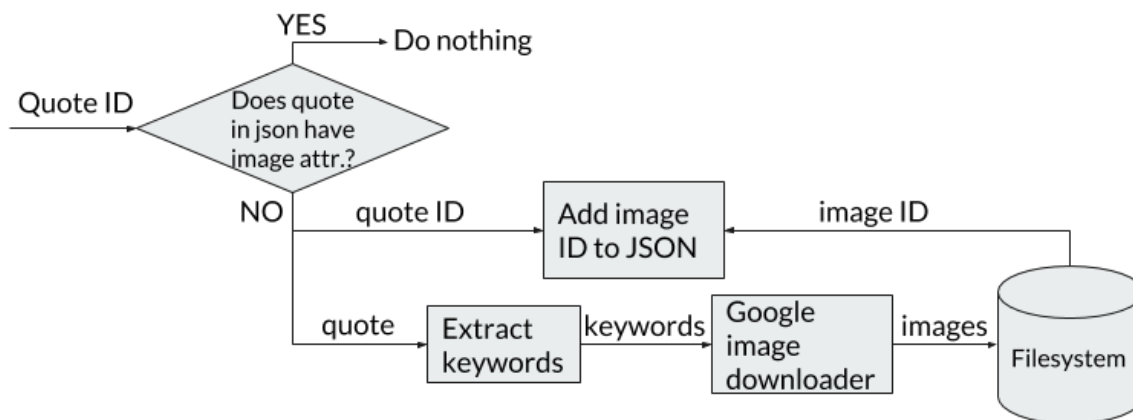 YES
Do nothing
Quote ID
Does quote
in json have
image attr.?
NO
quote ID
Add image
ID to JSON
image ID
quote
Extract
keywords
keywords
Google
image
downloader
images
Filesystem